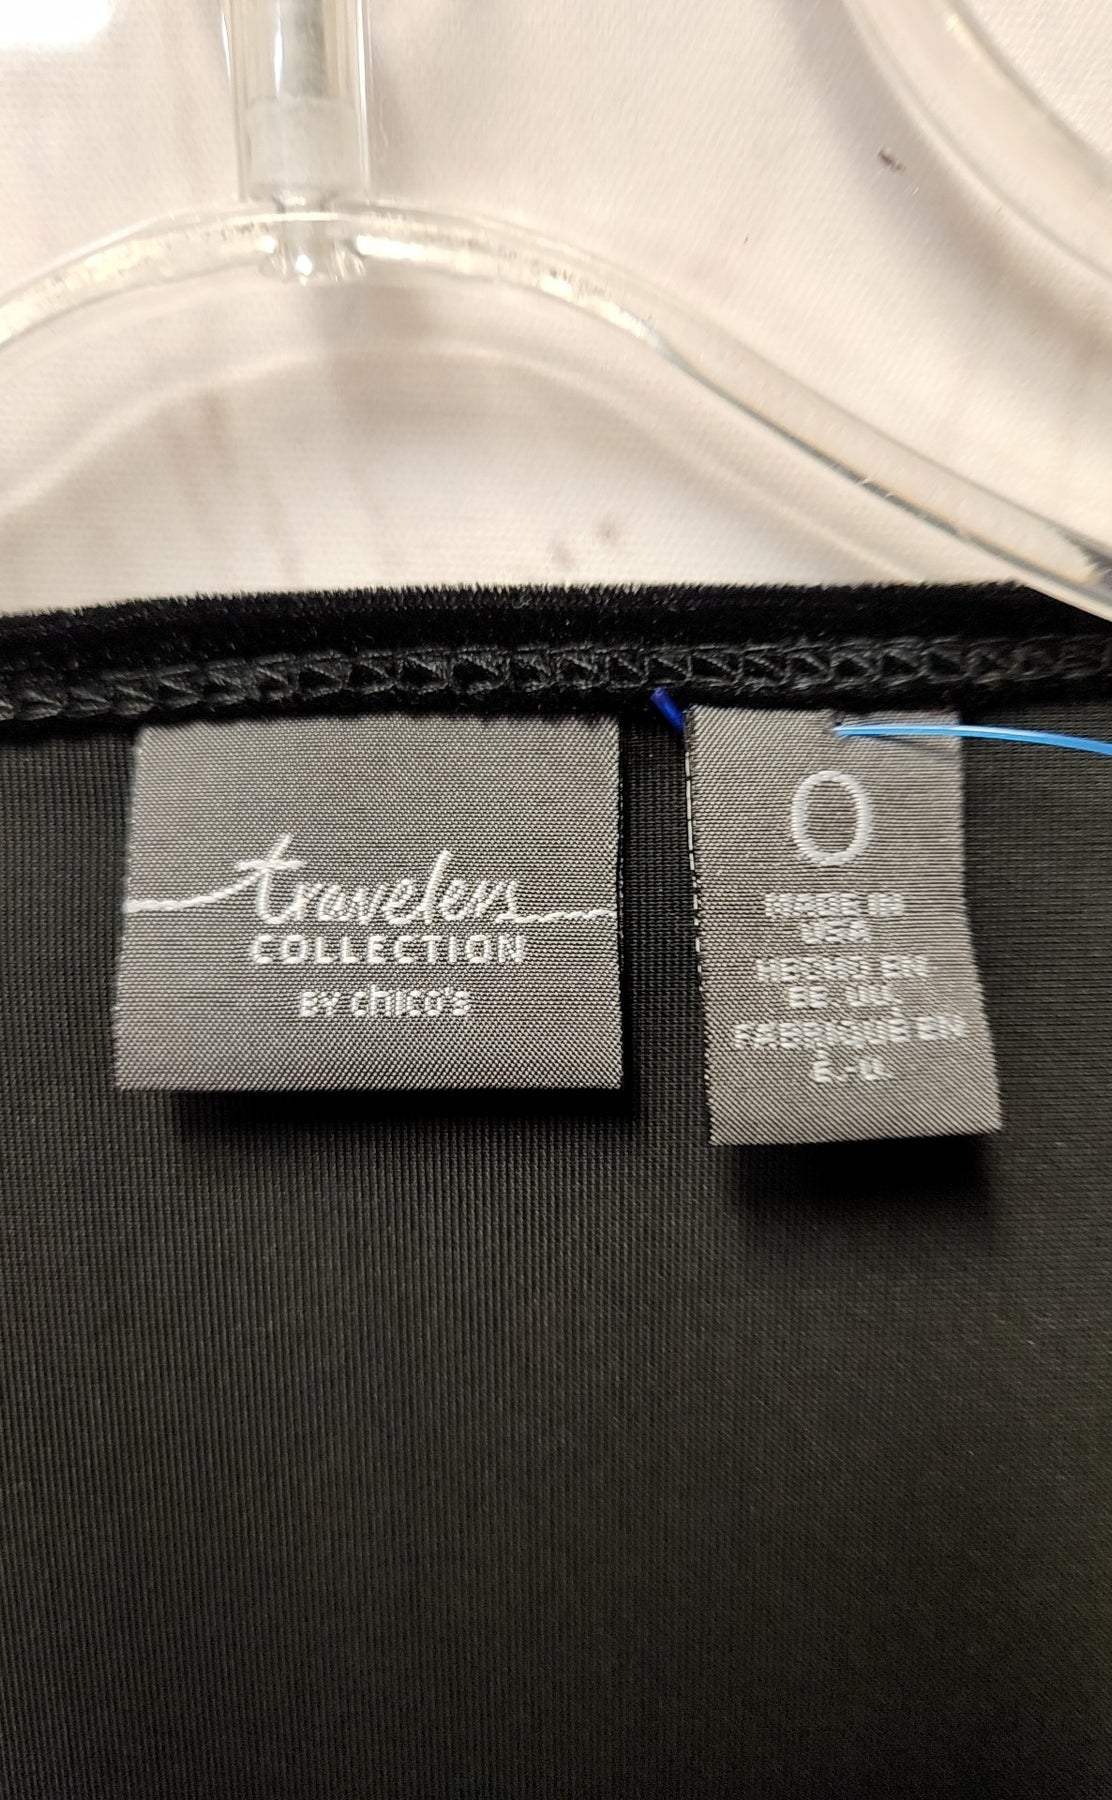 travelers
COLLECTION
BY chico's
0
MADE IN
USA
HECHO EN
EE. UU.
FABRIQUÉ EN
É.-U.